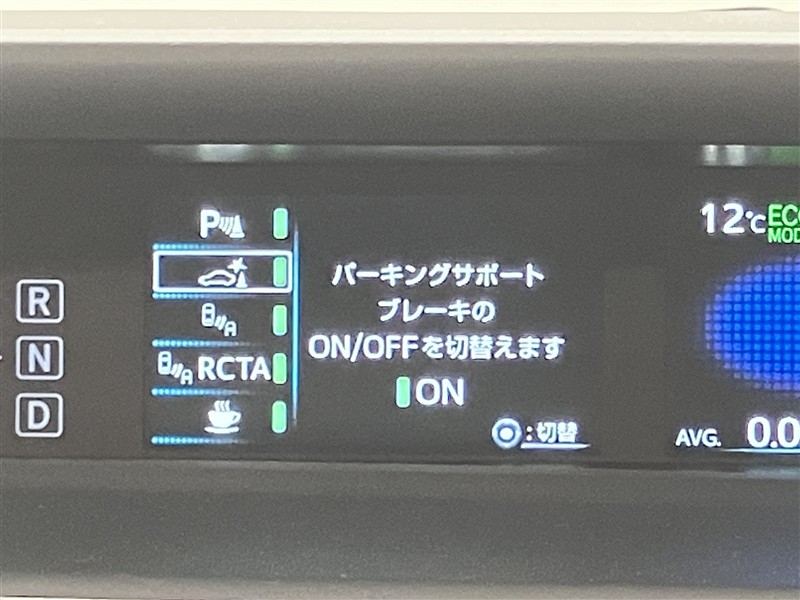 R
N
D
P
A
A RCTA
パーキングサポート
ブレーキの
ON/OFFを切替えます
ON
:切替
12℃
ECO
MOD
AVG. 0.0